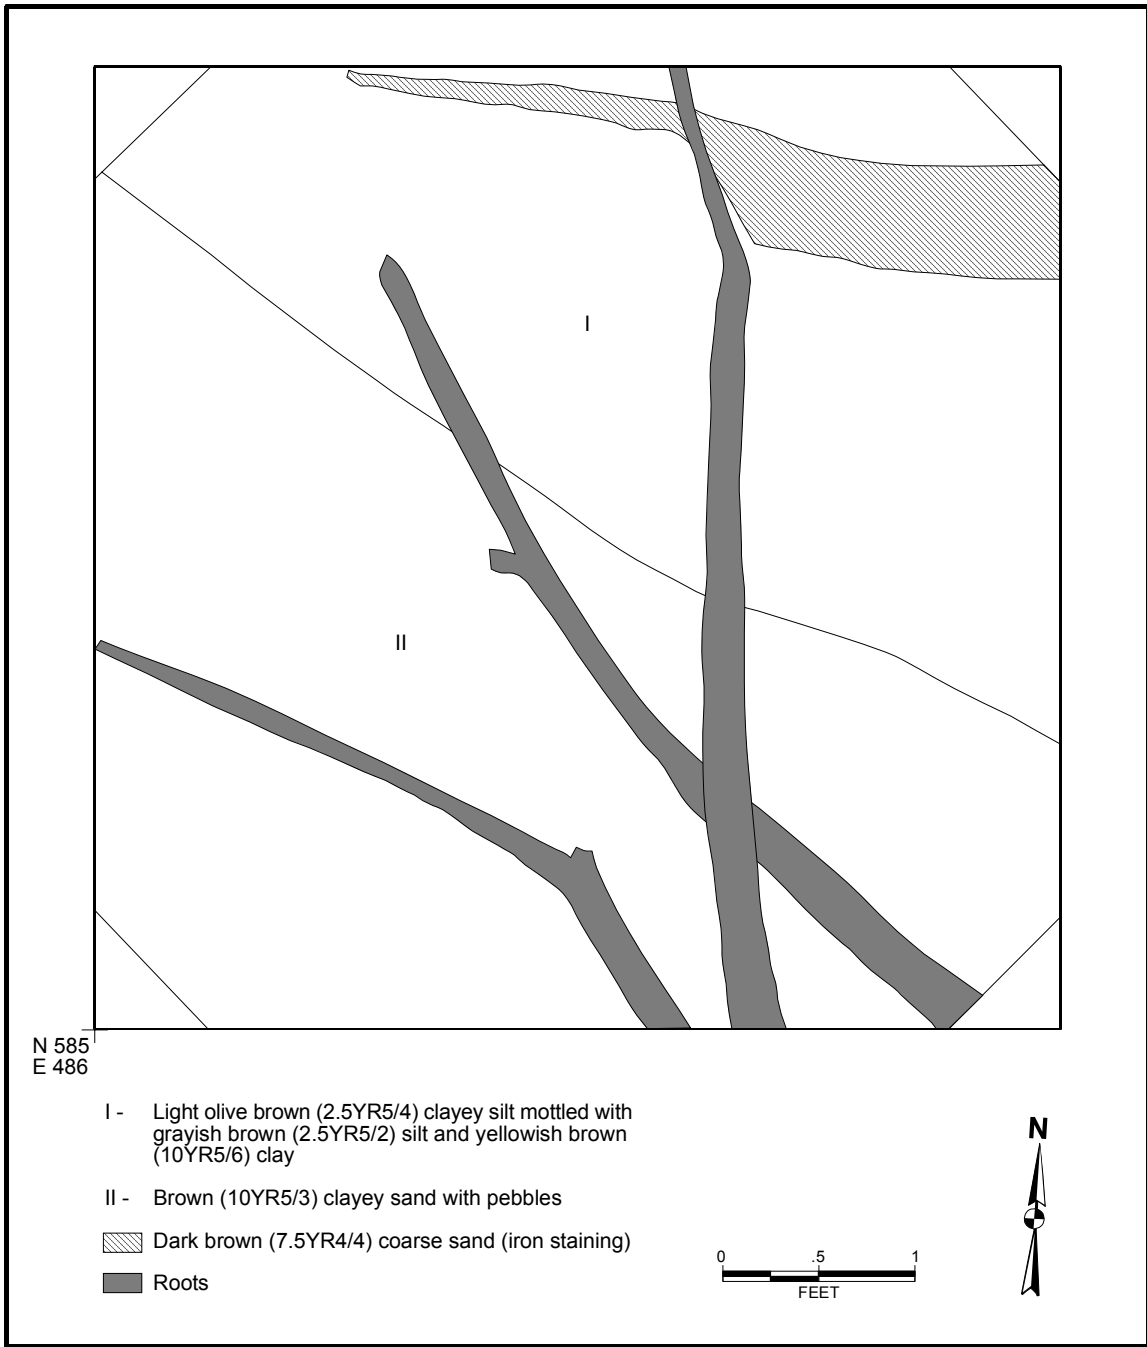 I
II
N 585
E 486
I - Light olive brown (2.5YR5/4) clayey silt mottled with
grayish brown (2.5YR5/2) silt and yellowish brown
(10YR5/6) clay
II - Brown (10YR5/3) clayey sand with pebbles
Dark brown (7.5YR4/4) coarse sand (iron staining)
Roots
0 .5 1
FEET
N